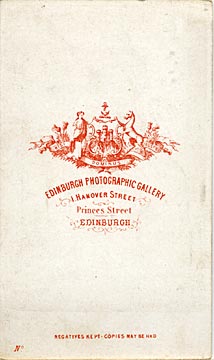 EDINBURGH PHOTOGRAPHIC GALLERY
1 HANOVER STREET
Princes Street
EDINBURGH
Nº
NEGATIVES KEPT - COPIES MAY BE HAD